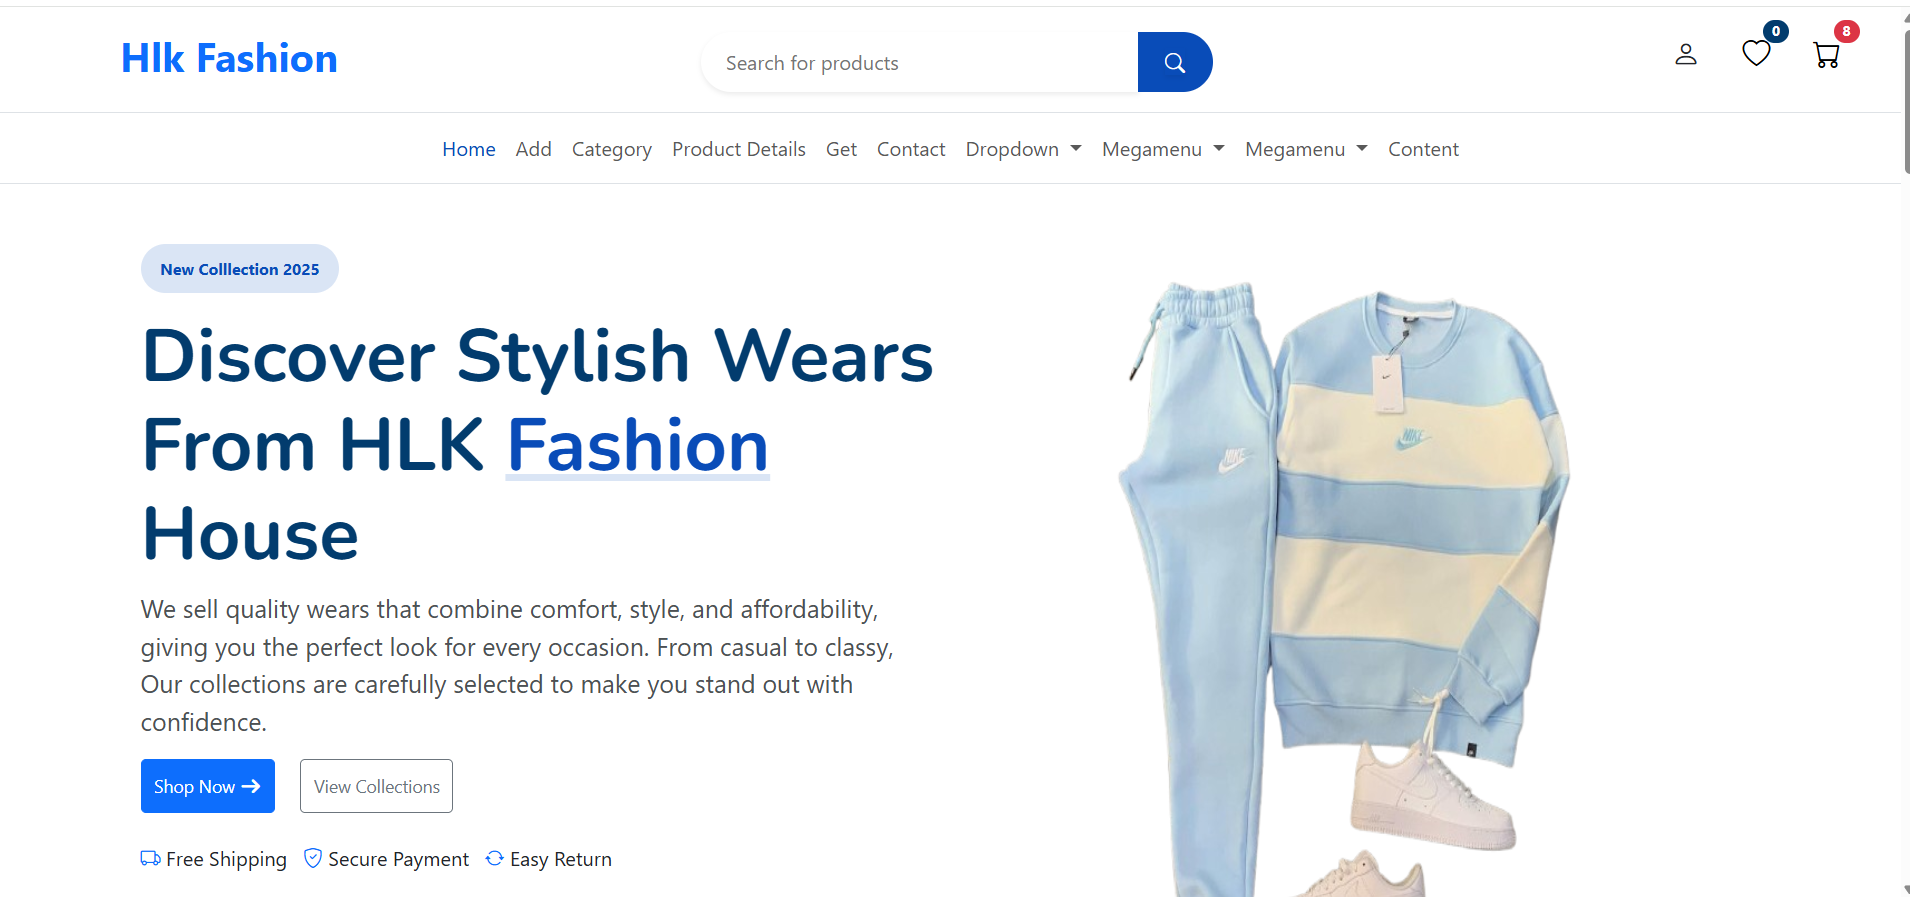 Hlk Fashion
Search for products
0
8
Home Add Category Product Details Get Contact Dropdown Megamenu Megamenu Content
New Colllection 2025
Discover Stylish Wears
From HLK Fashion
House
We sell quality wears that combine comfort, style, and affordability,
giving you the perfect look for every occasion. From casual to classy,
Our collections are carefully selected to make you stand out with
confidence.
Shop Now
View Collections
Free Shipping Secure Payment Easy Return
NIKE
NIKE